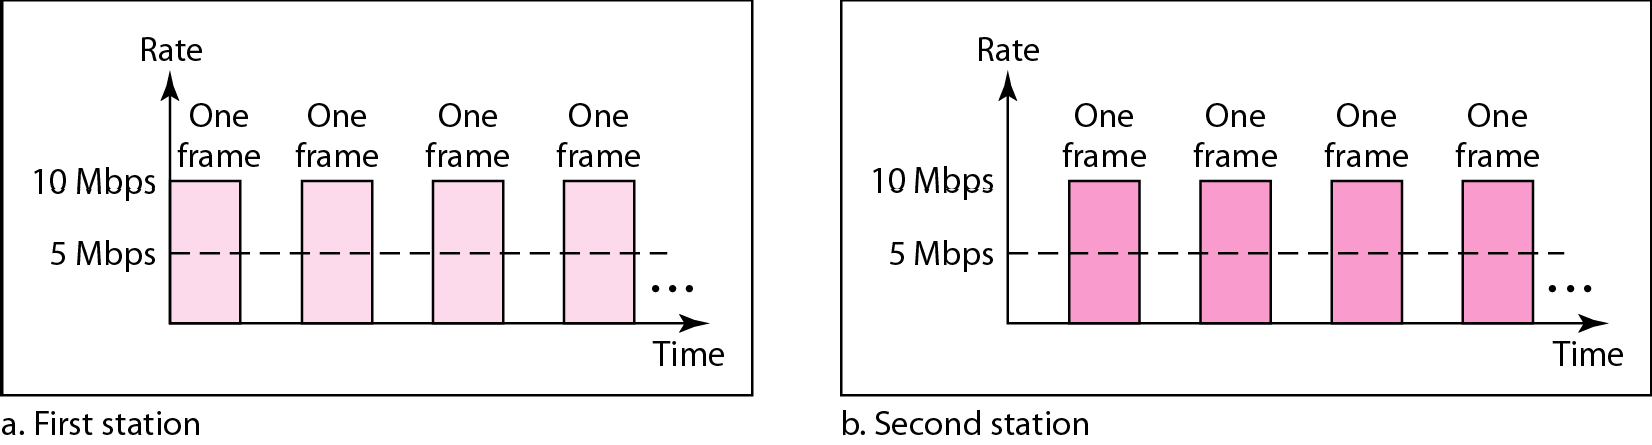 Rate
One One One One
frame frame frame frame
10 Mbps
5 Mbps
...
Time
a. First station
Rate
One One One One
frame frame frame frame
10 Mbps
5 Mbps
...
Time
b. Second station